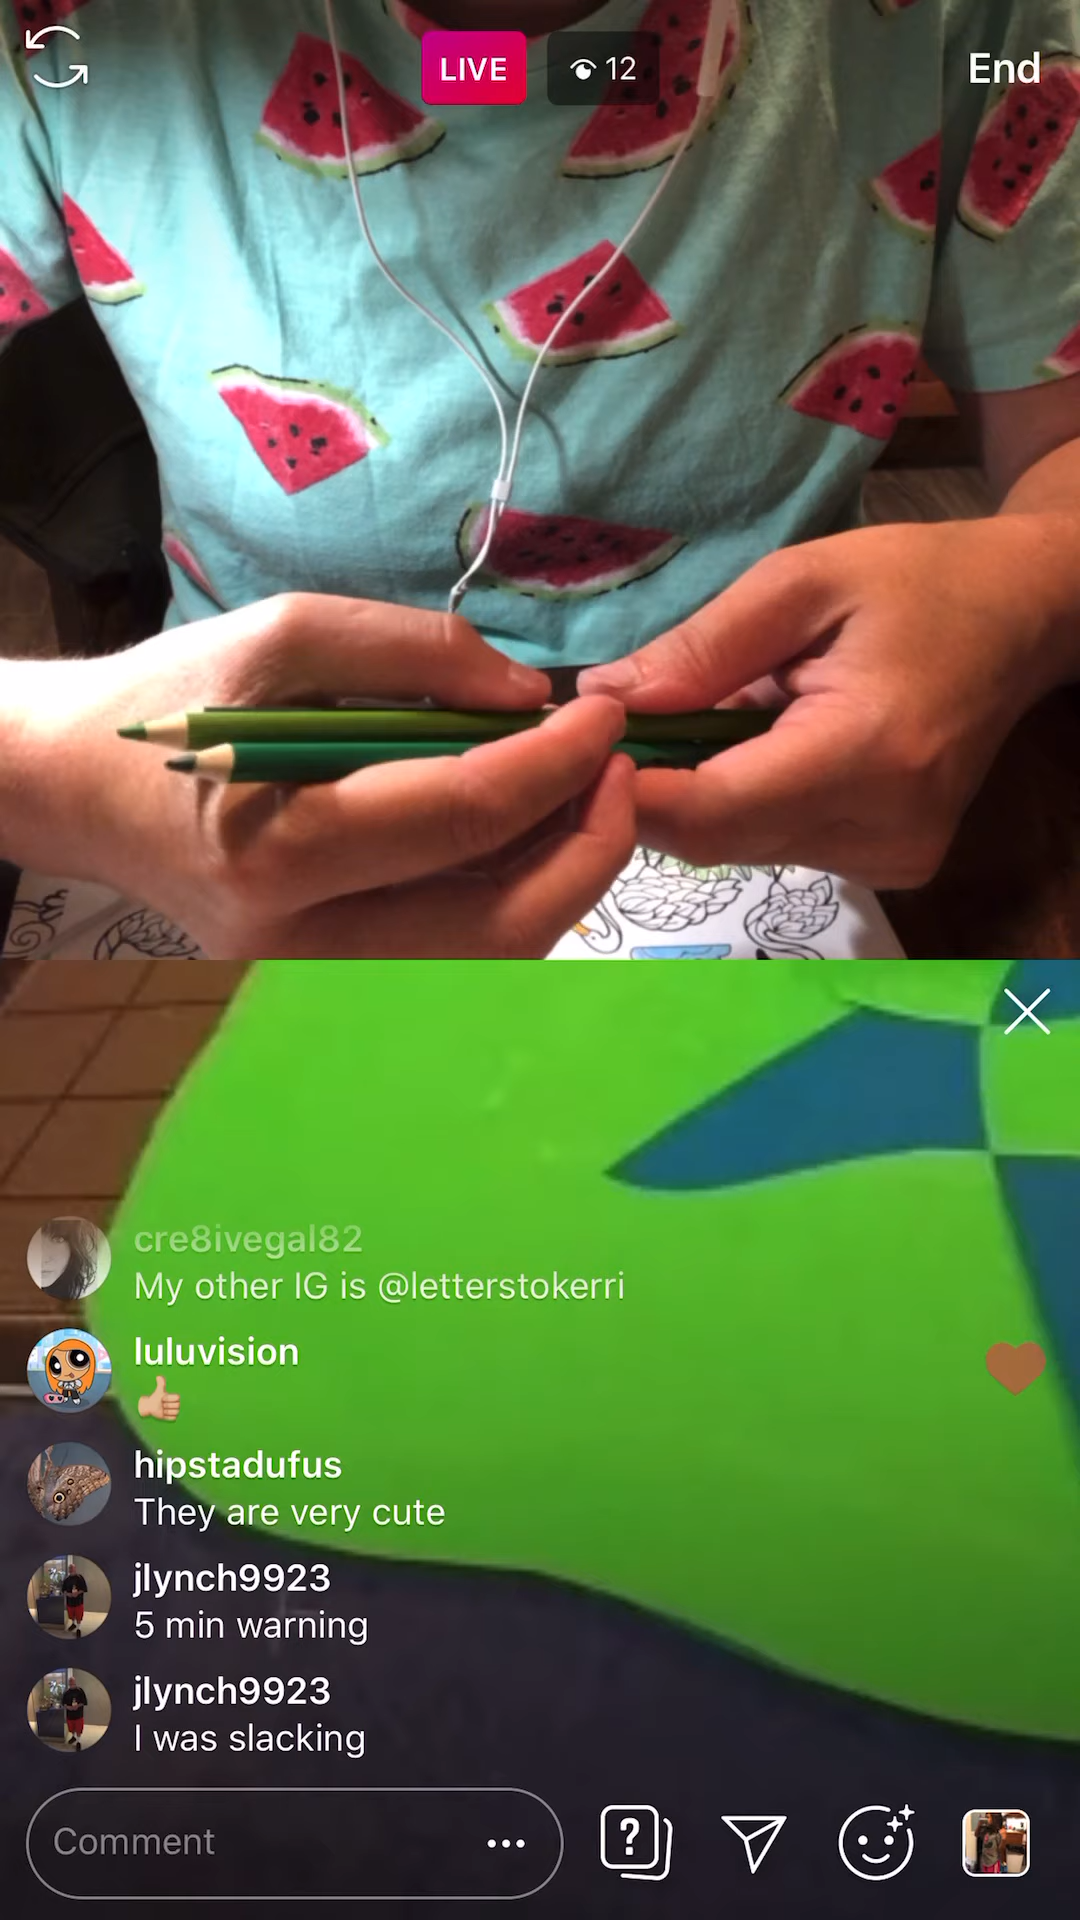 LIVE 12 End
cre8ivegal82
My other IG is @letterstokerri
luluvision
👍🏼
hipstadufus
They are very cute
jlynch9923
5 min warning
jlynch9923
I was slacking
Comment